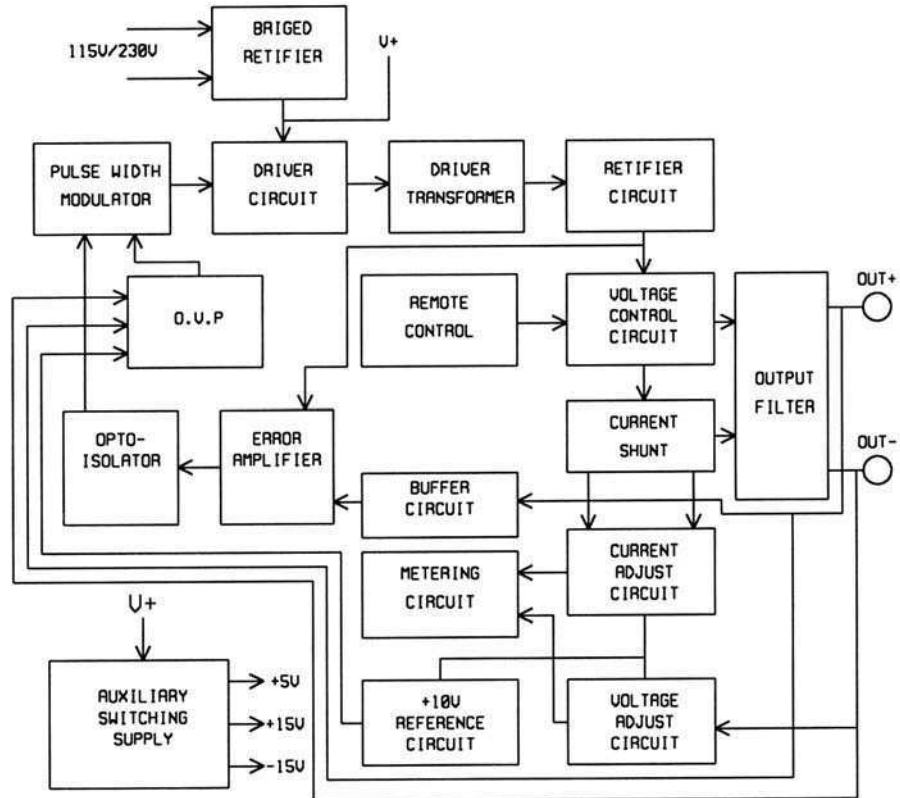 BRIGED
RETIFIER
115V/230V
V+
PULSE WIDTH
MODULATOR
DRIVER
CIRCUIT
DRIVER
TRANSFORMER
RETIFIER
CIRCUIT
O.V.P
REMOTE
CONTROL
VOLTAGE
CONTROL
CIRCUIT
OUTPUT
FILTER
OUT+
OUT-
OPTO-
ISOLATOR
ERROR
AMPLIFIER
CURRENT
SHUNT
BUFFER
CIRCUIT
METERING
CIRCUIT
CURRENT
ADJUST
CIRCUIT
V+
AUXILIARY
SWITCHING
SUPPLY
+5V
+15V
-15V
+10V
REFERENCE
CIRCUIT
VOLTAGE
ADJUST
CIRCUIT